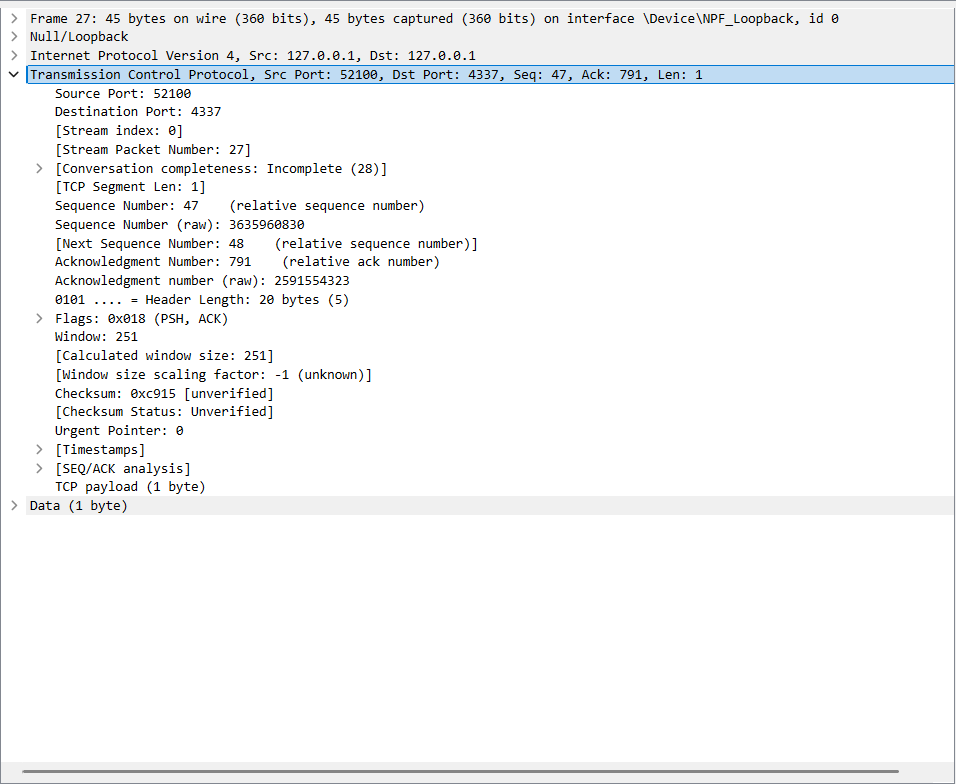 Frame 27: 45 bytes on wire (360 bits), 45 bytes captured (360 bits) on interface \Device\NPF_Loopback, id 0
Null/Loopback
Internet Protocol Version 4, Src: 127.0.0.1, Dst: 127.0.0.1
Transmission Control Protocol, Src Port: 52100, Dst Port: 4337, Seq: 47, Ack: 791, Len: 1
Source Port: 52100
Destination Port: 4337
[Stream index: 0]
[Stream Packet Number: 27]
[Conversation completeness: Incomplete (28)]
[TCP Segment Len: 1]
Sequence Number: 47    (relative sequence number)
Sequence Number (raw): 3635960830
[Next Sequence Number: 48    (relative sequence number)]
Acknowledgment Number: 791    (relative ack number)
Acknowledgment number (raw): 2591554323
0101 .... = Header Length: 20 bytes (5)
Flags: 0x018 (PSH, ACK)
Window: 251
[Calculated window size: 251]
[Window size scaling factor: -1 (unknown)]
Checksum: 0xc915 [unverified]
[Checksum Status: Unverified]
Urgent Pointer: 0
[Timestamps]
[SEQ/ACK analysis]
TCP payload (1 byte)
Data (1 byte)